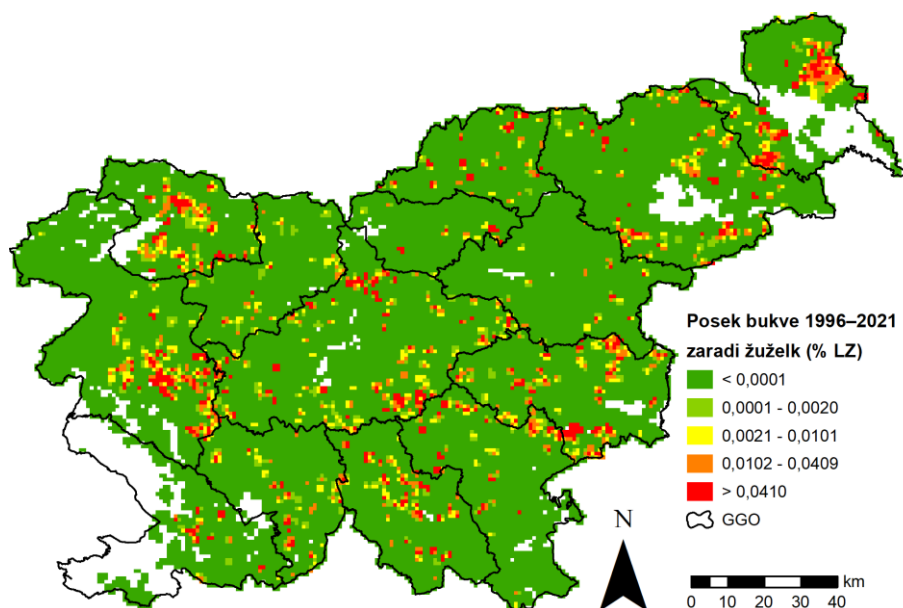 Posek bukve 1996–2021
zaradi žuželk (% LZ)
< 0,0001
0,0001 - 0,0020
0,0021 - 0,0101
0,0102 - 0,0409
> 0,0410
GGO
N
km
0 10 20 30 40